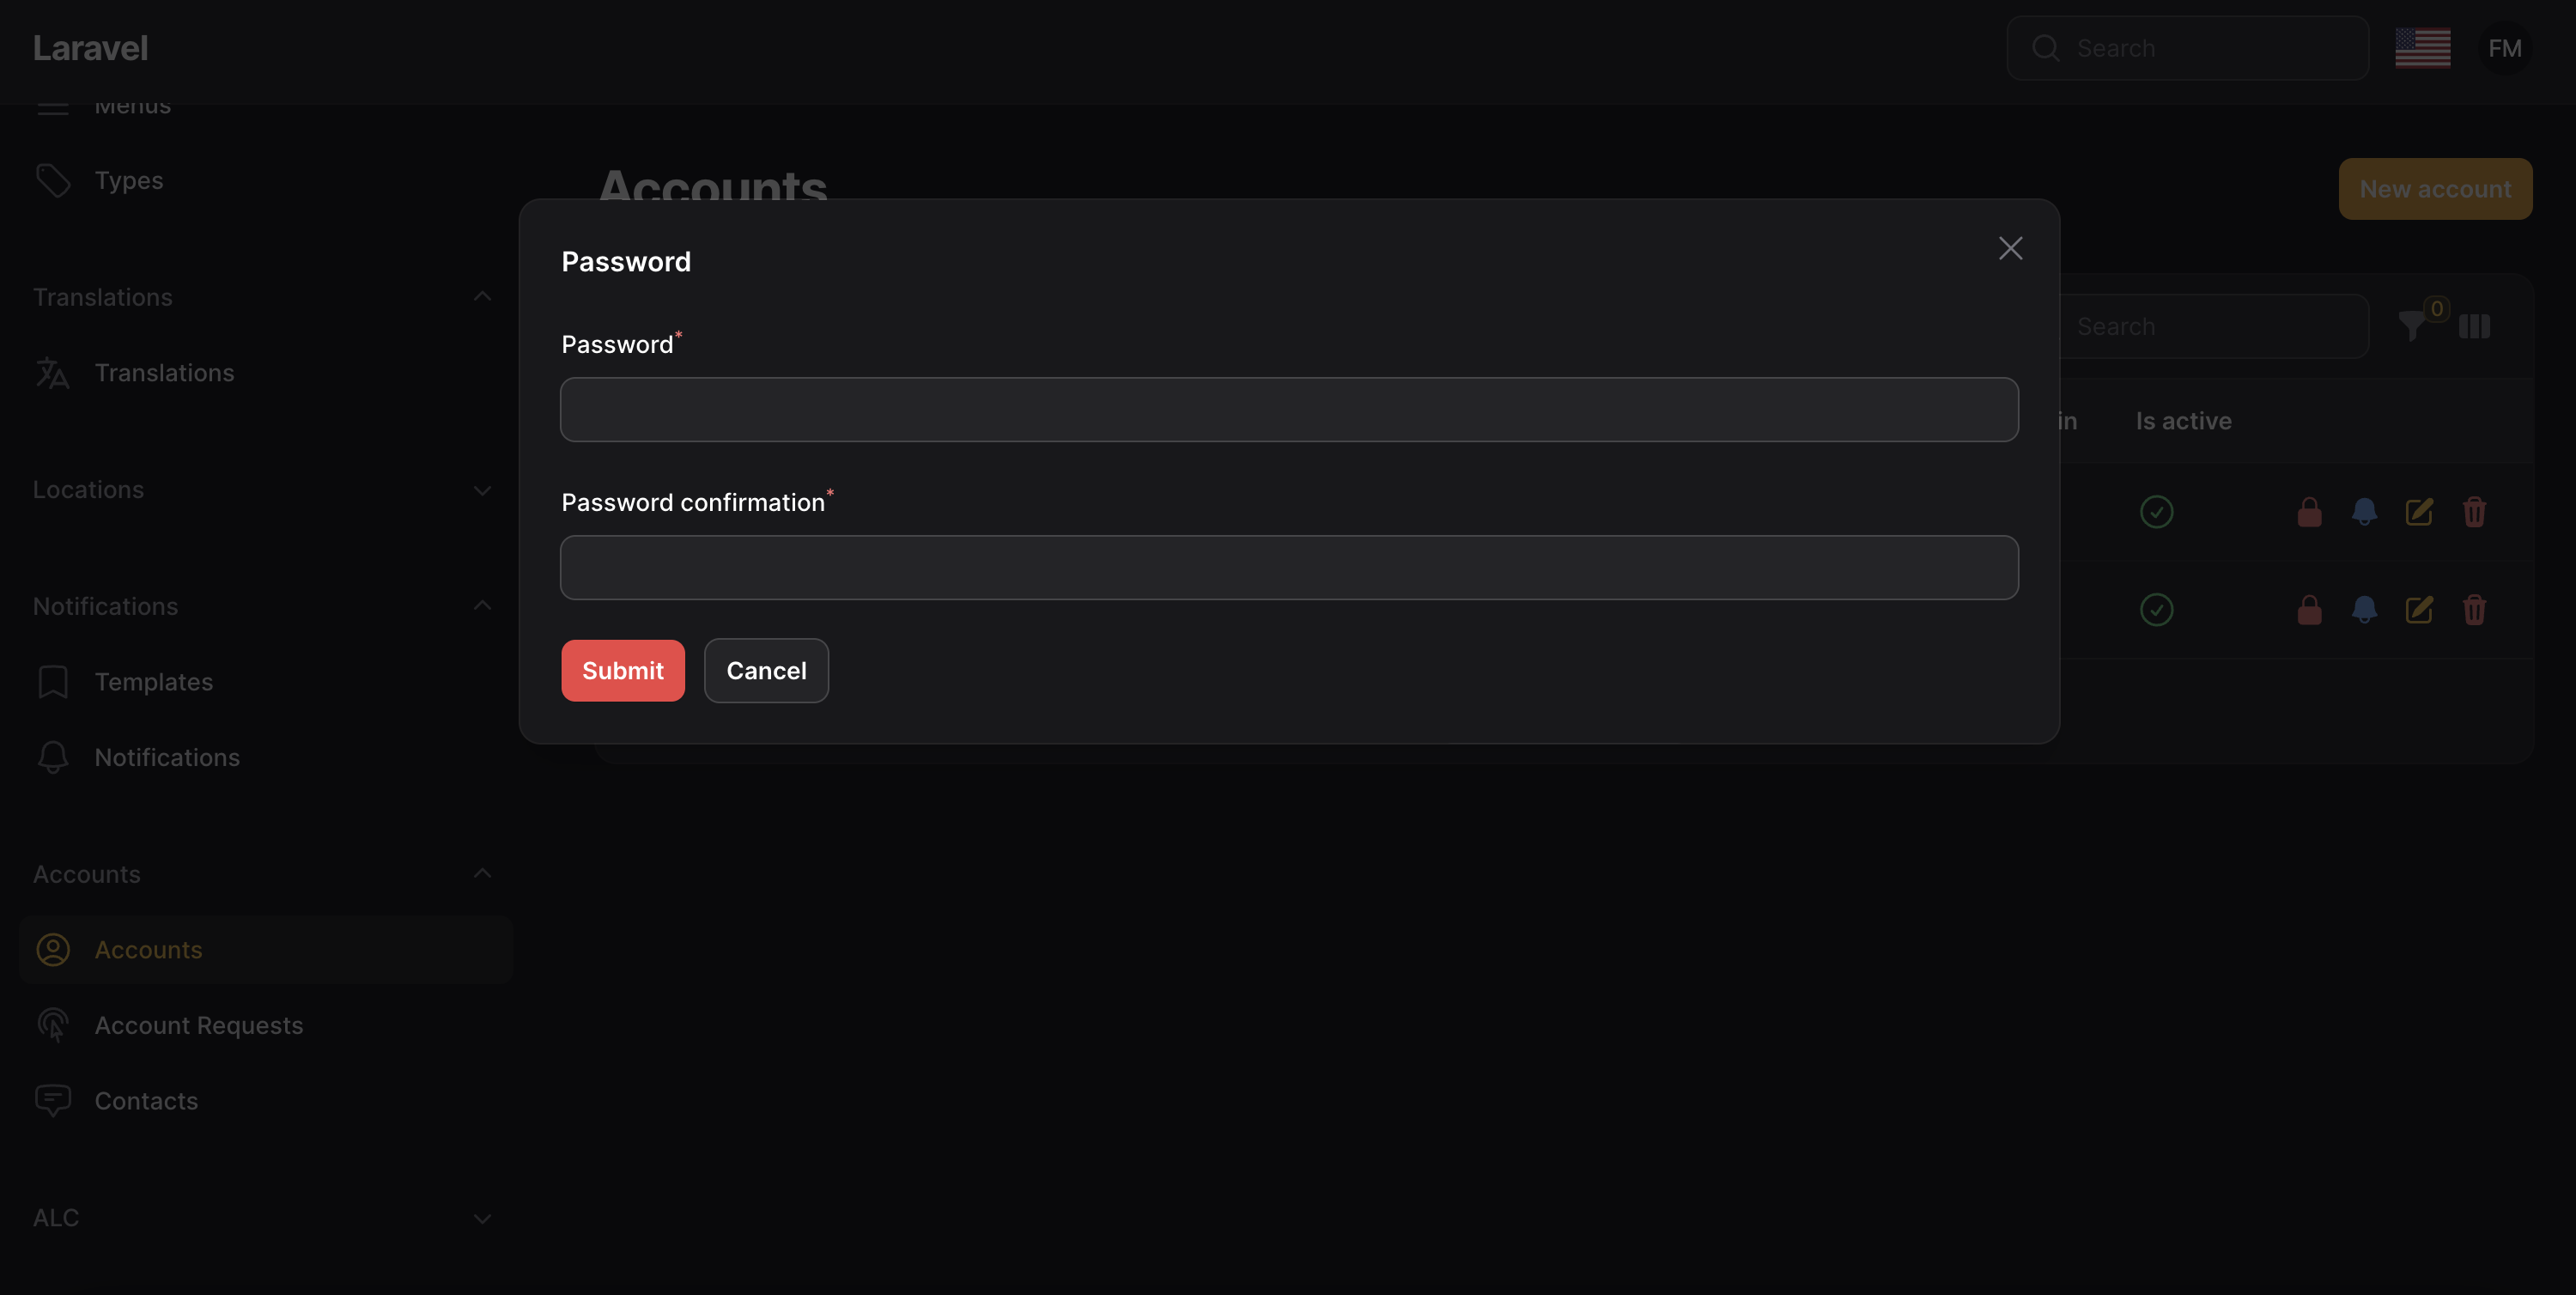 Laravel
Search
FM
Menus
Types
Translations
Translations
Locations
Notifications
Templates
Notifications
Accounts
Accounts
Account Requests
Contacts
ALC
Accounts
New account
Search
0
in
Is active
Password
Password*
Password confirmation*
Submit
Cancel